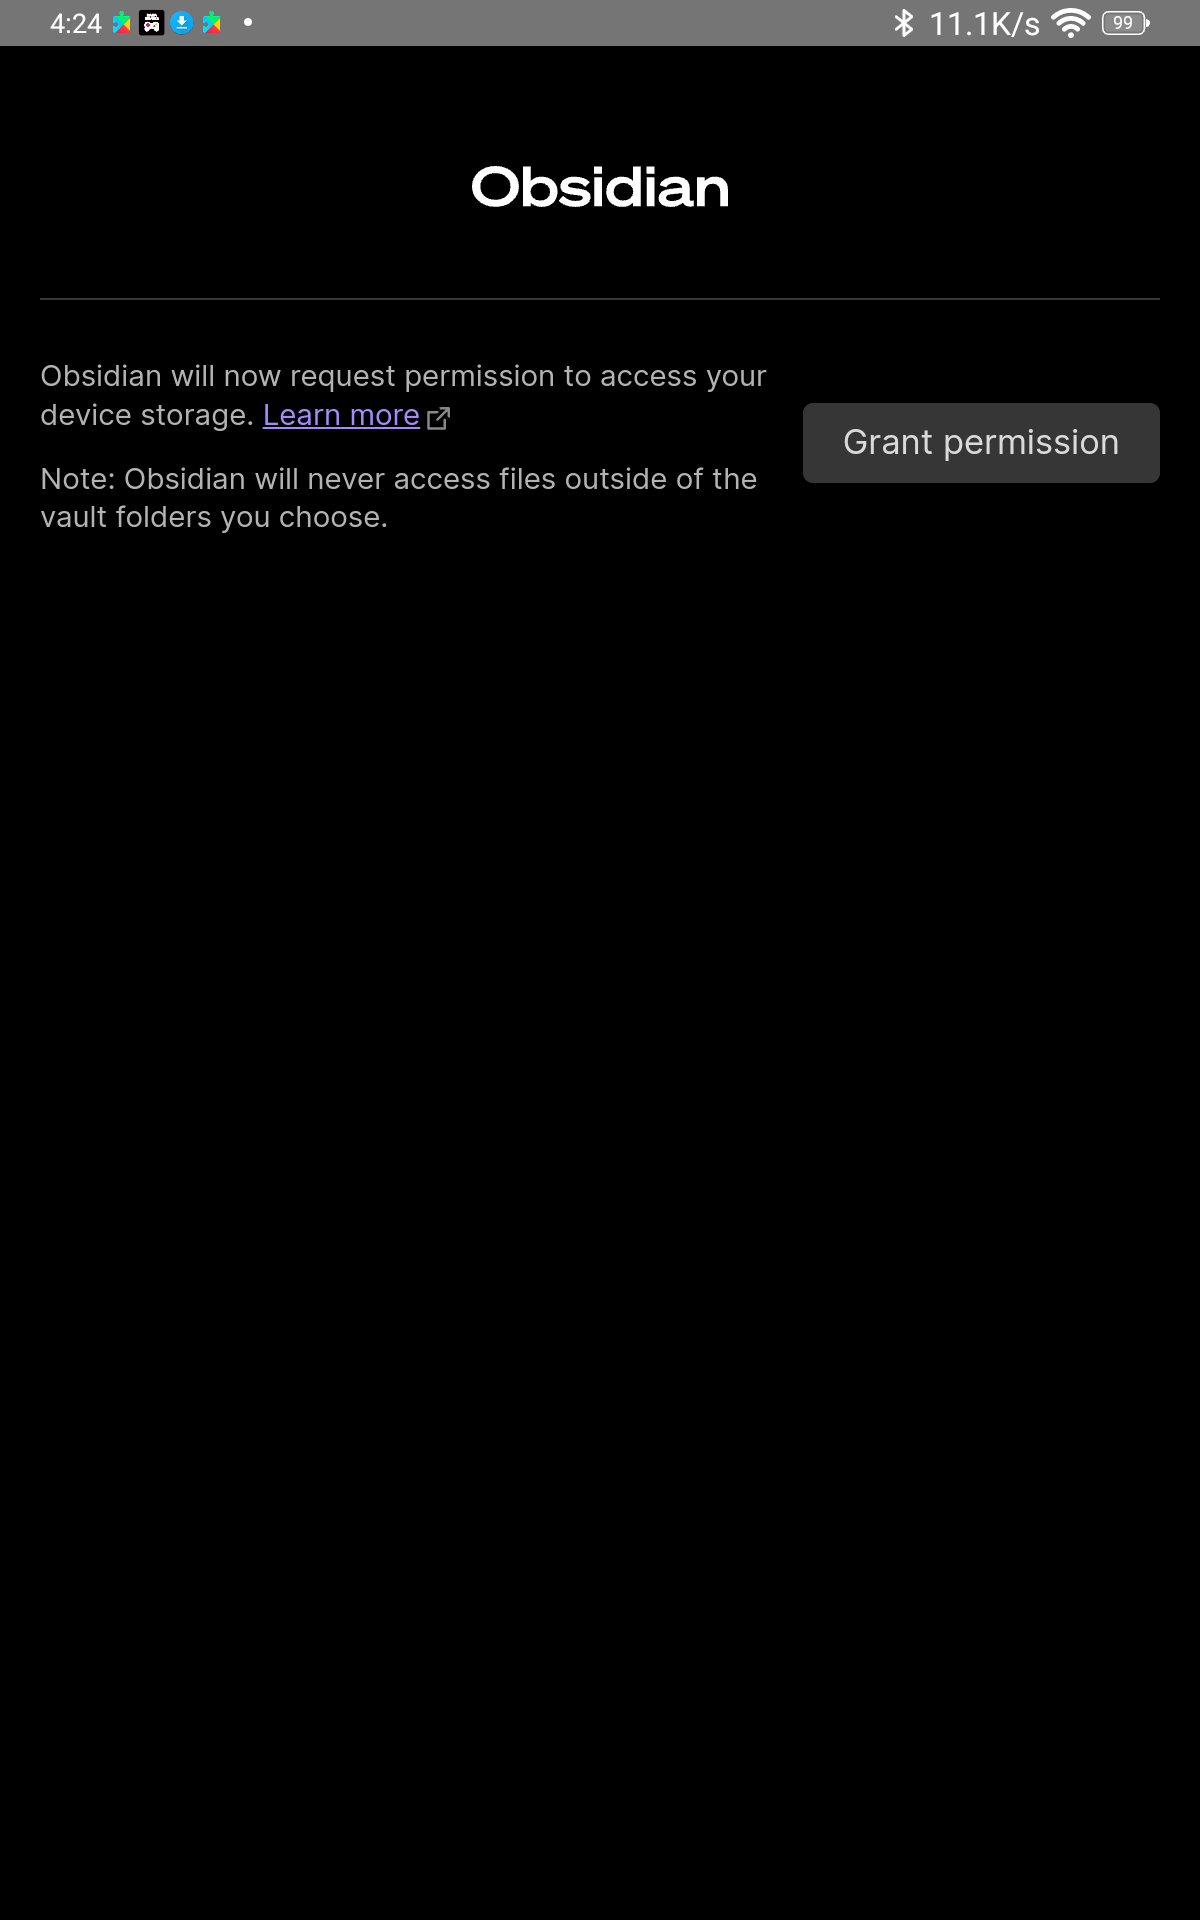 4:24
11.1K/s
99
Obsidian
Obsidian will now request permission to access your
device storage. Learn more
Grant permission
Note: Obsidian will never access files outside of the
vault folders you choose.